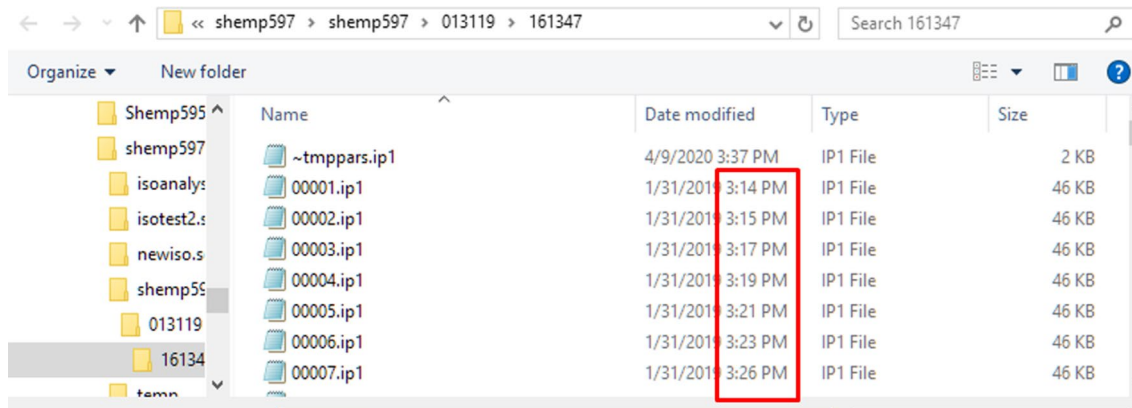 « shemp597 > shemp597 > 013119 > 161347 Search 161347
Organize New folder
Shemp595 Name Date modified Type Size
shemp597 ~tmppars.ip1 4/9/2020 3:37 PM IP1 File 2 KB
isoanalys 00001.ip1 1/31/2019 3:14 PM IP1 File 46 KB
isotest2.s 00002.ip1 1/31/2019 3:15 PM IP1 File 46 KB
newiso.s 00003.ip1 1/31/2019 3:17 PM IP1 File 46 KB
shemp59 00004.ip1 1/31/2019 3:19 PM IP1 File 46 KB
013119 00005.ip1 1/31/2019 3:21 PM IP1 File 46 KB
16134 00006.ip1 1/31/2019 3:23 PM IP1 File 46 KB
00007.ip1 1/31/2019 3:26 PM IP1 File 46 KB